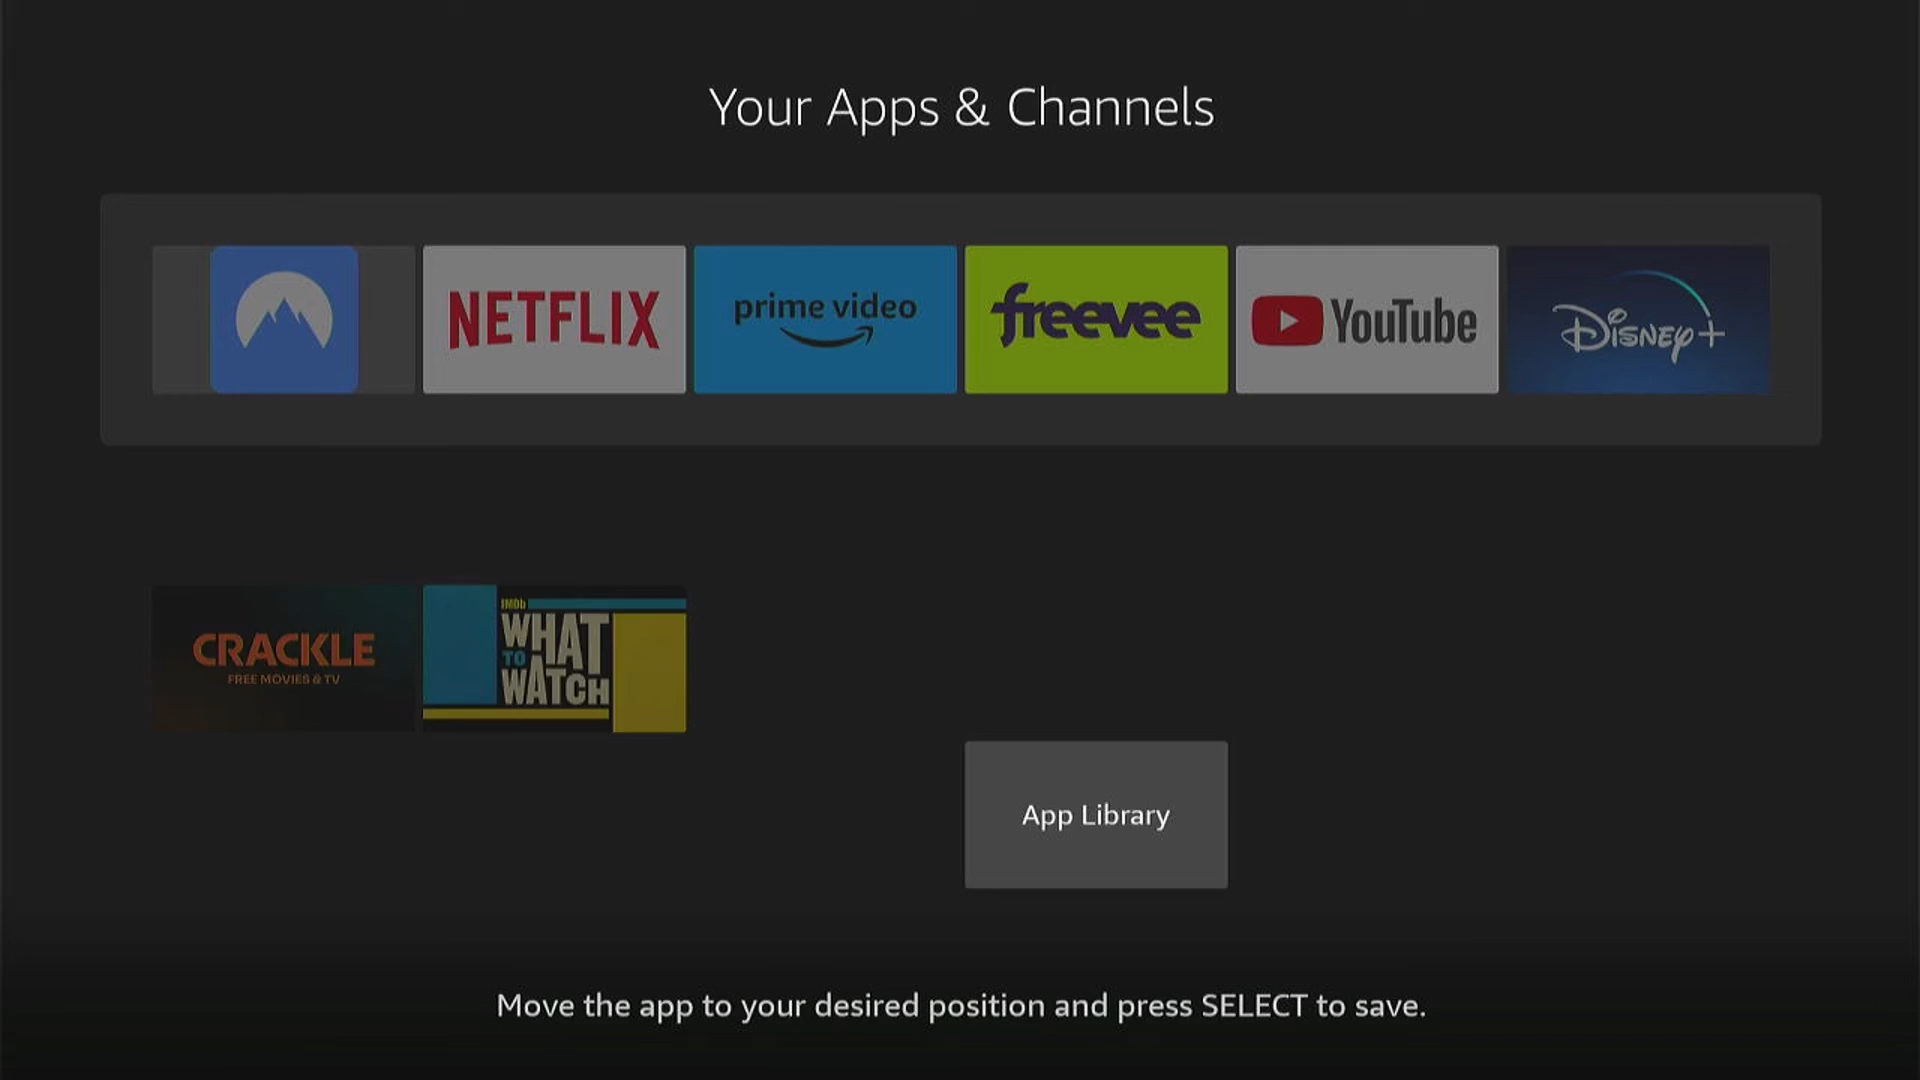 Your Apps & Channels
NETFLIX
prime video
freevee
YouTube
Disney+
CRACKLE
FREE MOVIES & TV
IMDb
WHAT
TO
WATCH
App Library
Move the app to your desired position and press SELECT to save.